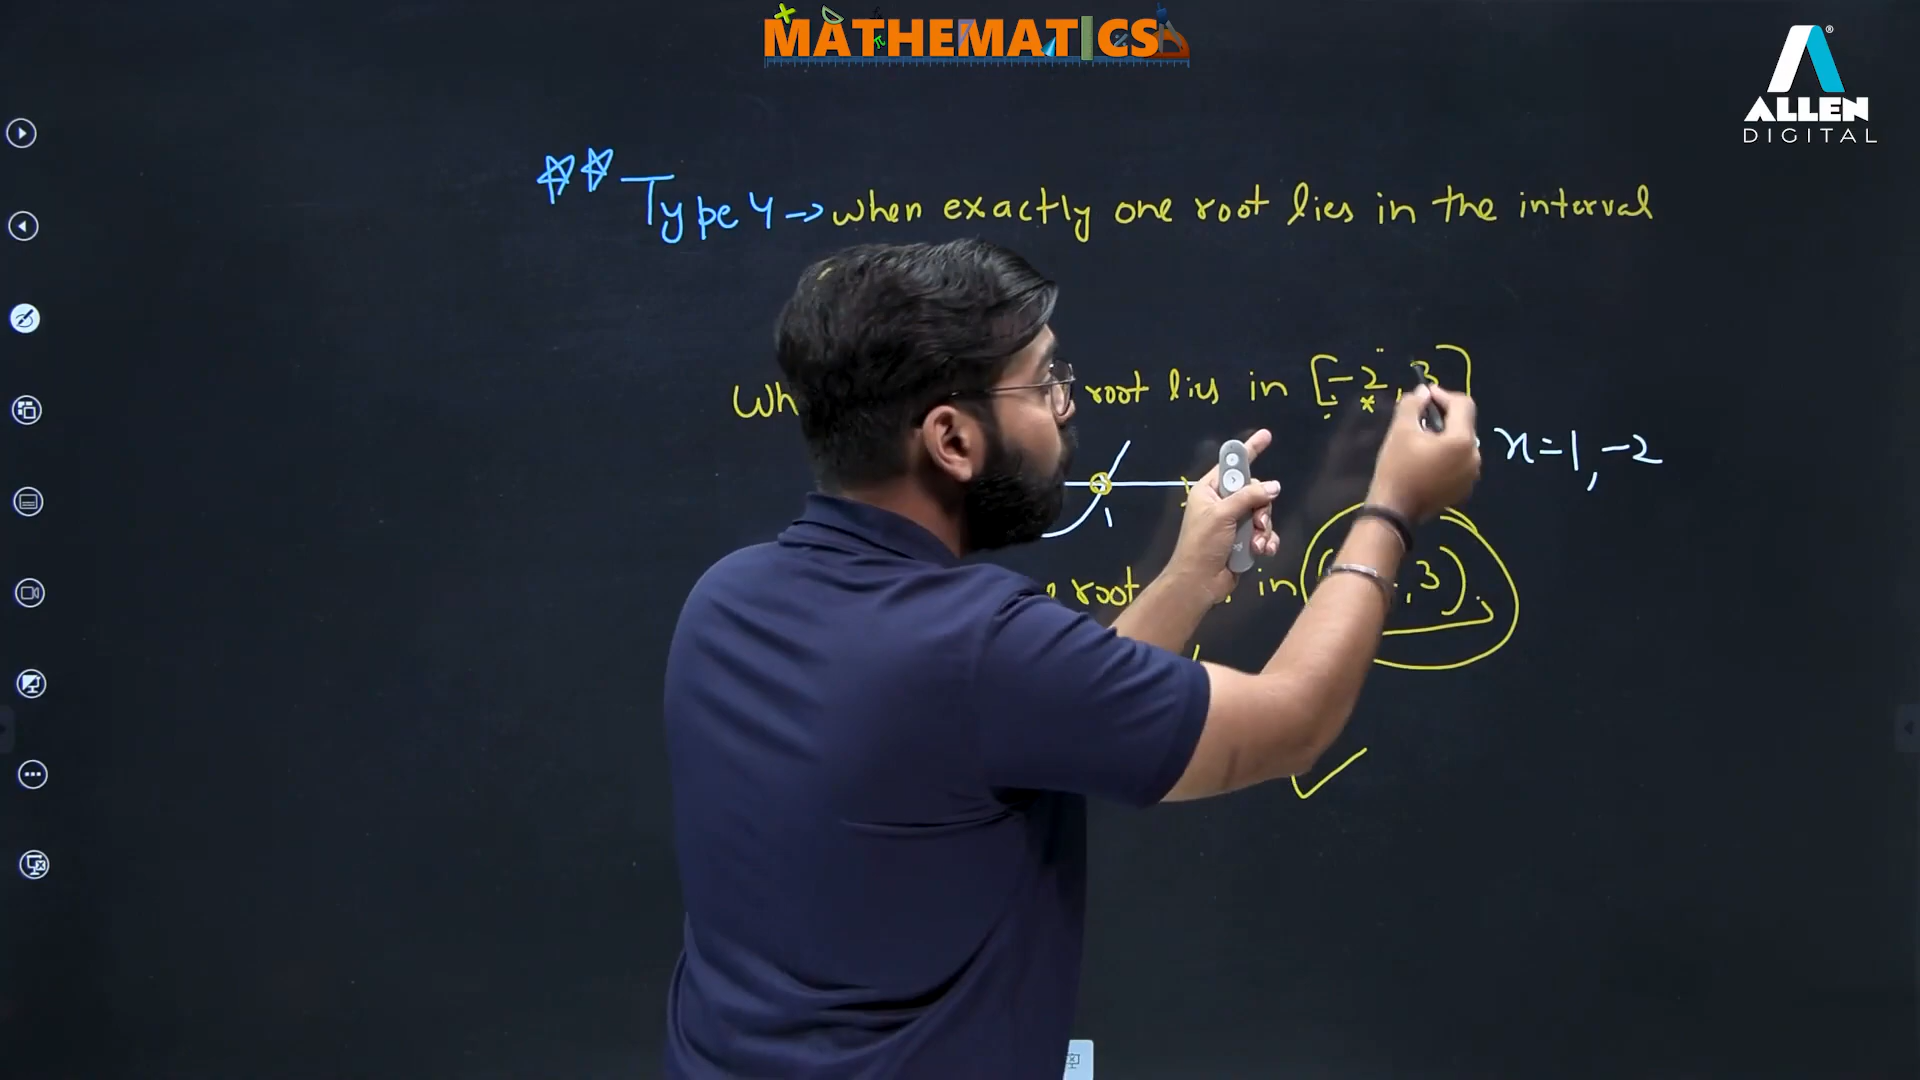 MATHEMATICS
ALLEN
DIGITAL
Type 4 → when exactly one root lies in the interval
root lies in [-2, 3]
x=1, -2
1
root in , 3),